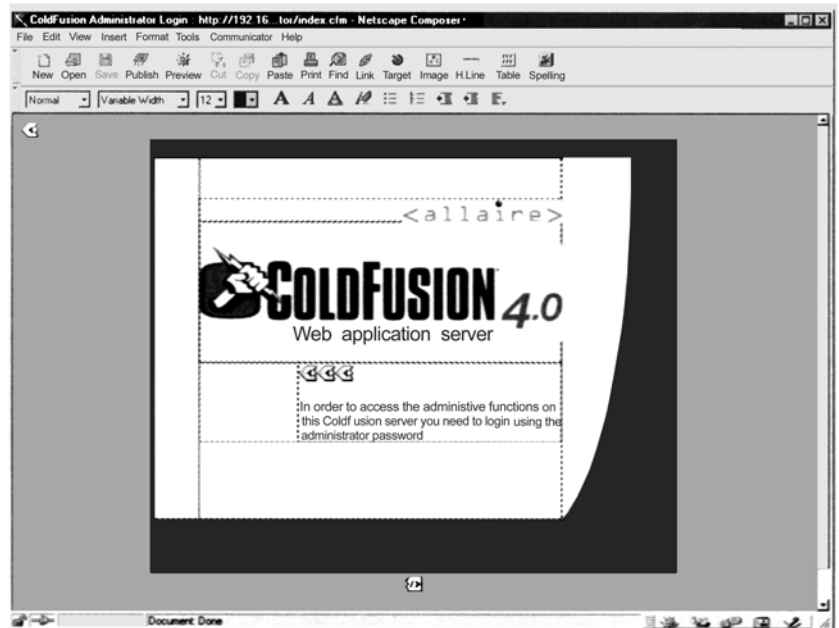 ColdFusion Administrator Login : http://192.16...tor/index.cfm - Netscape Composer
File Edit View Insert Format Tools Communicator Help
New Open Save Publish Preview Cut Copy Paste Print Find Link Target Image H.Line Table Spelling
Normal Variable Width 12 A A A
<allaire>
COLDFUSION 4.0
Web application server
In order to access the administive functions on
this Coldf usion server you need to login using the
administrator password
Document: Done